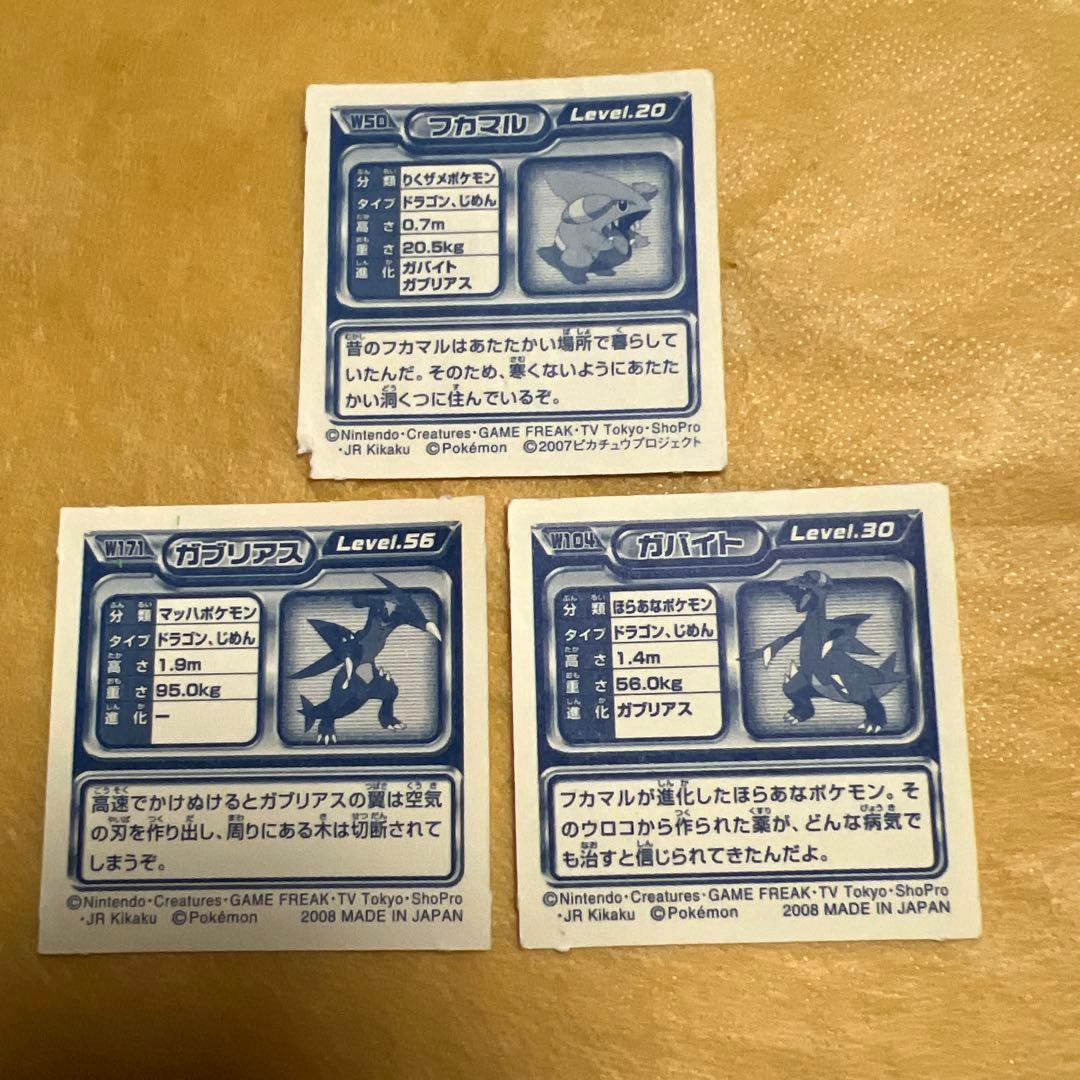 W50 フカマル Level.20
分類 りくザメポケモン
タイプ ドラゴン、じめん
高さ 0.7m
重さ 20.5kg
進化 ガバイト
ガブリアス
昔のフカマルはあたたかい場所で暮らして
いたんだ。そのため、寒くないようにあたた
かい洞くつに住んでいるぞ。
©Nintendo・Creatures・GAME FREAK・TV Tokyo・ShoPro
・JR Kikaku ©Pokémon ©2007ピカチュウプロジェクト
W171 ガブリアス Level.56
分類 マッハポケモン
タイプ ドラゴン、じめん
高さ 1.9m
重さ 95.0kg
進化 ー
高速でかけぬけるとガブリアスの翼は空気
の刃を作り出し、周りにある木は切断されて
しまうぞ。
©Nintendo・Creatures・GAME FREAK・TV Tokyo・ShoPro
・JR Kikaku ©Pokémon 2008 MADE IN JAPAN
W104 ガバイト Level.30
分類 ほらあなポケモン
タイプ ドラゴン、じめん
高さ 1.4m
重さ 56.0kg
進化 ガブリアス
フカマルが進化したほらあなポケモン。そ
のウロコから作られた薬が、どんな病気で
も治すと信じられてきたんだよ。
©Nintendo・Creatures・GAME FREAK・TV Tokyo・ShoPro
・JR Kikaku ©Pokémon 2008 MADE IN JAPAN